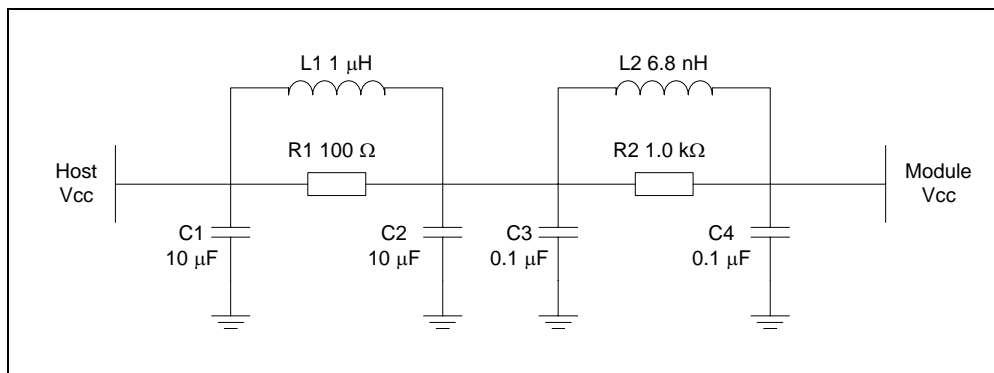 L1 1 μH
L2 6.8 nH
R1 100 Ω
R2 1.0 kΩ
Host
Vcc
Module
Vcc
C1
10 μF
C2
10 μF
C3
0.1 μF
C4
0.1 μF